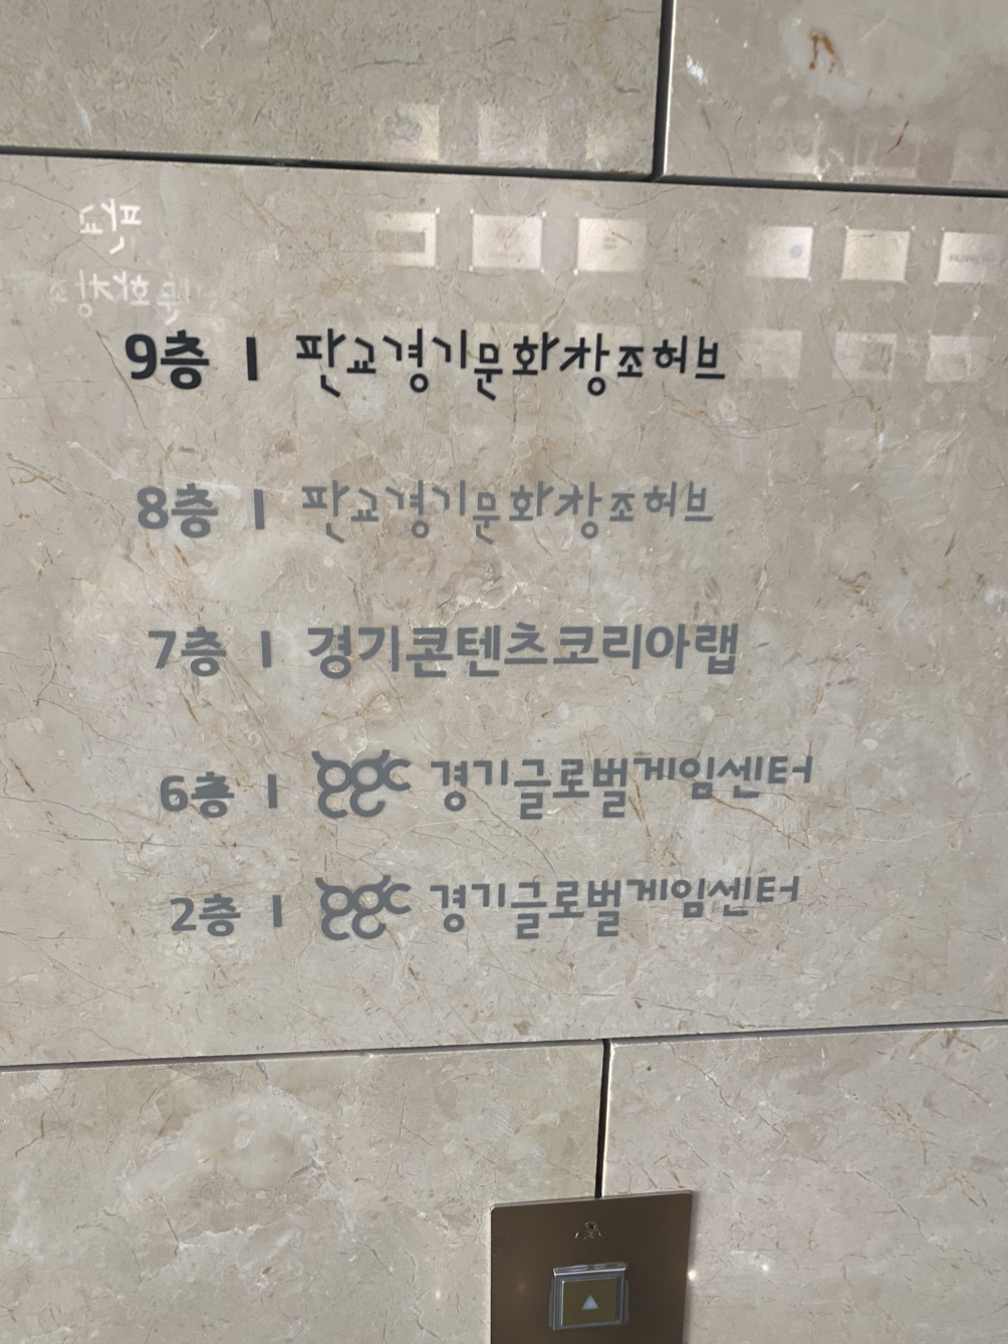 9층 | 판교경기문화창조허브
8층 | 판교경기문화창조허브
7층 | 경기콘텐츠코리아랩
6층 | ggc 경기글로벌게임센터
2층 | ggc 경기글로벌게임센터